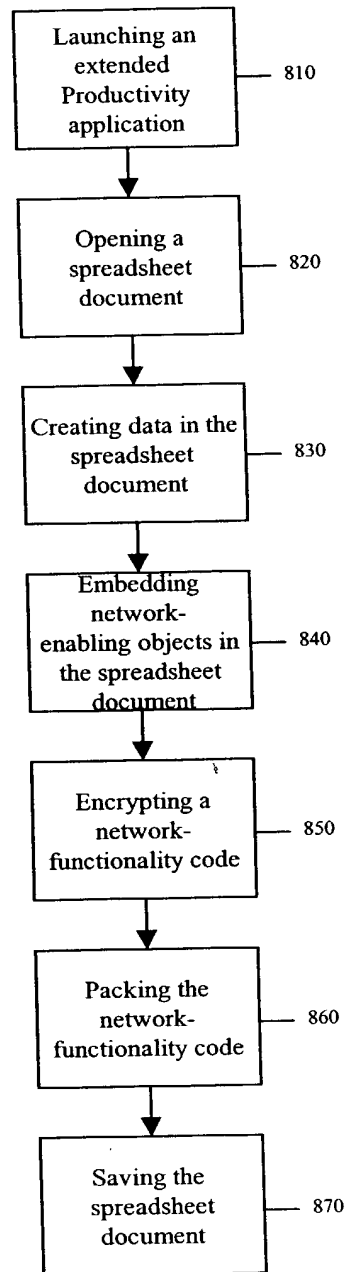 Launching an
extended
Productivity
application
810
Opening a
spreadsheet
document
820
Creating data in the
spreadsheet
document
830
Embedding
network-
enabling objects in
the spreadsheet
document
840
Encrypting a
network-
functionality code
850
Packing the
network-
functionality code
860
Saving the
spreadsheet
document
870